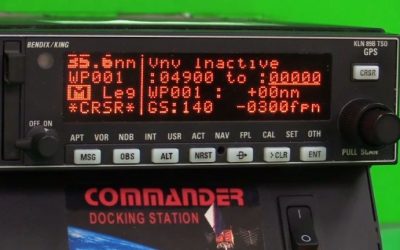 BENDIX/KING
KLN 89B TSO
GPS
35.6nm Vnv Inactive
WP001 :04900 to :00000
M Leg WP001 : +00nm
*CRSR* GS:140 -0300fpm
CRSR
ON OFF
APT VOR NDB INT USR ACT NAV FPL CAL SET OTH
PULL SCAN
MSG OBS ALT NRST D >CLR ENT
COMMANDER
DOCKING STATION